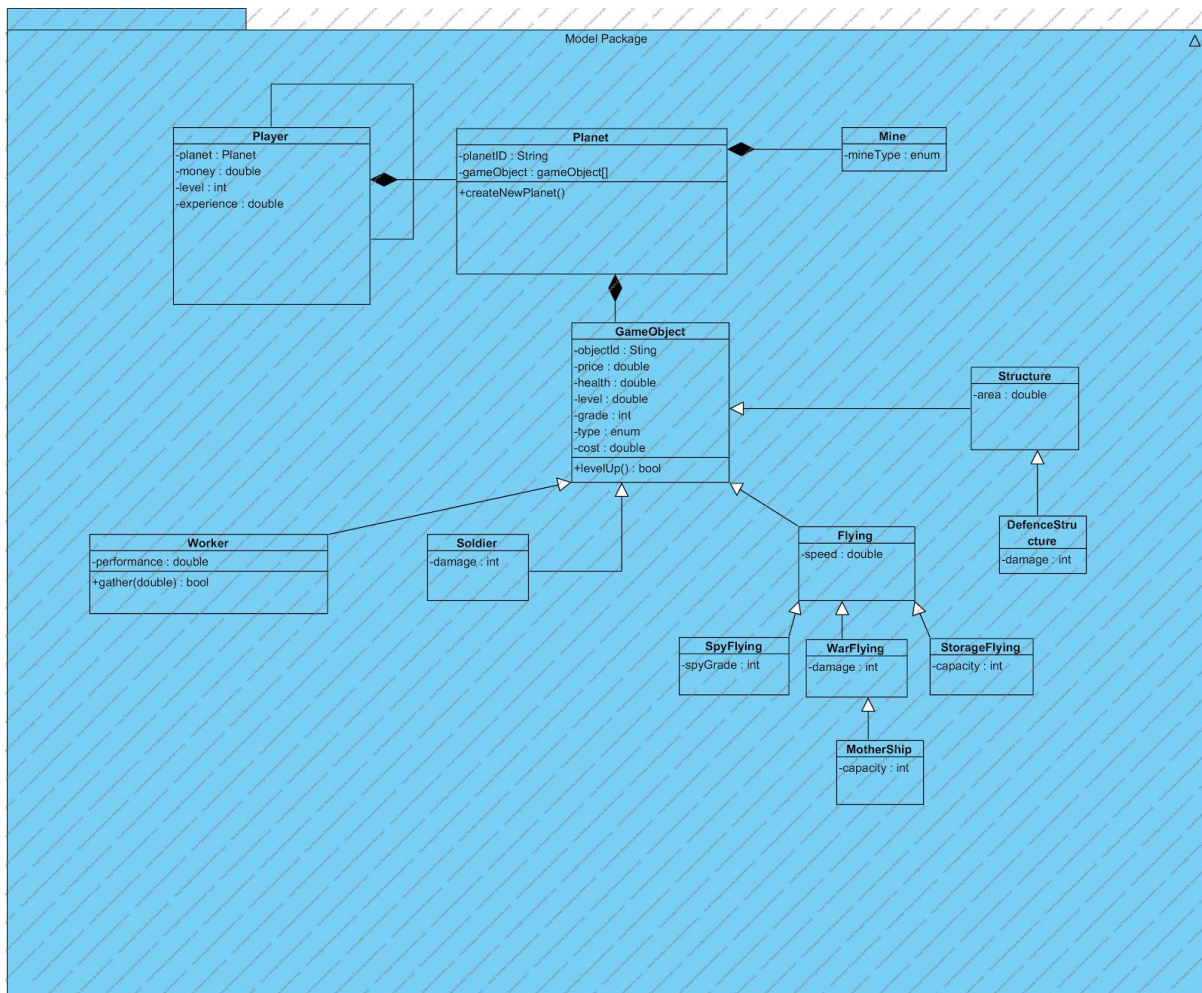 Model Package
Player
-planet : Planet
-money : double
-level : int
-experience : double
Planet
-planetID : String
-gameObject : gameObject[]
+createNewPlanet()
Mine
-mineType : enum
GameObject
-objectId : Sting
-price : double
-health : double
-level : double
-grade : int
-type : enum
-cost : double
+levelUp() : bool
Structure
-area : double
DefenceStru
cture
-damage : int
Worker
-performance : double
+gather(double) : bool
Soldier
-damage : int
Flying
-speed : double
SpyFlying
-spyGrade : int
WarFlying
-damage : int
StorageFlying
-capacity : int
MotherShip
-capacity : int